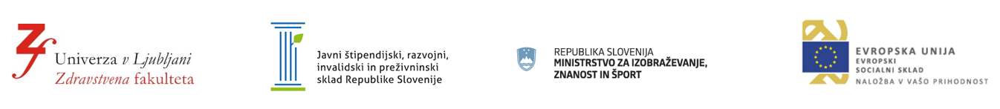 Zf
Univerza v Ljubljani
Zdravstvena fakulteta
Javni štipendijski, razvojni,
invalidski in preživninski
sklad Republike Slovenije
REPUBLIKA SLOVENIJA
MINISTRSTVO ZA IZOBRAŽEVANJE,
ZNANOST IN ŠPORT
EVROPSKA UNIJA
EVROPSKI
SOCIALNI SKLAD
NALOŽBA V VAŠO PRIHODNOST